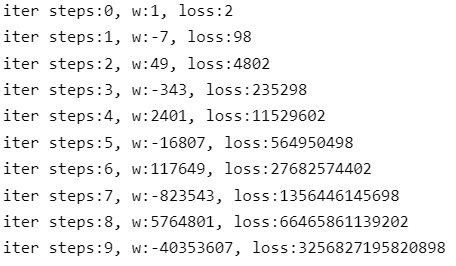 iter steps:0, w:1, loss:2
iter steps:1, w:-7, loss:98
iter steps:2, w:49, loss:4802
iter steps:3, w:-343, loss:235298
iter steps:4, w:2401, loss:11529602
iter steps:5, w:-16807, loss:564950498
iter steps:6, w:117649, loss:27682574402
iter steps:7, w:-823543, loss:1356446145698
iter steps:8, w:5764801, loss:66465861139202
iter steps:9, w:-40353607, loss:3256827195820898